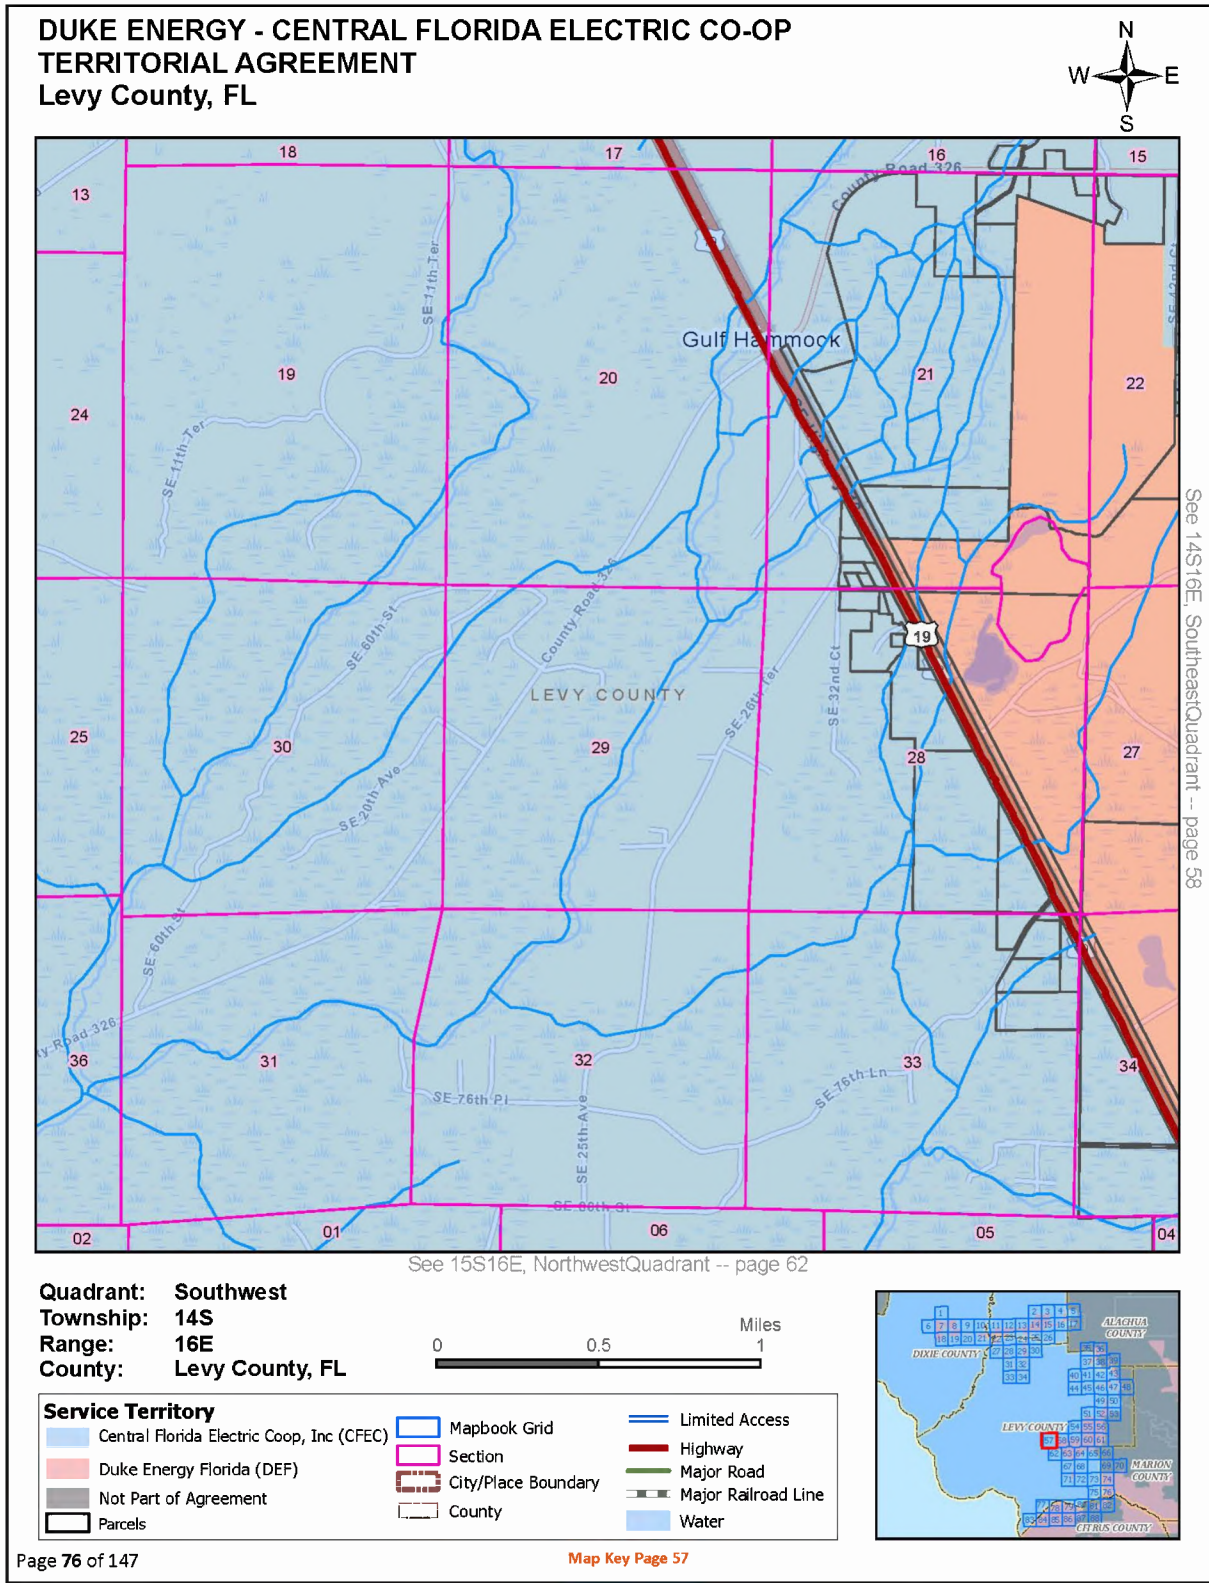 DUKE ENERGY - CENTRAL FLORIDA ELECTRIC CO-OP
TERRITORIAL AGREEMENT
Levy County, FL
N
W E
S
18
17
16
15
13
County Road 326
SE 11th Ter
SE 42nd Ct
Gulf Hammock
19
20
21
22
24
SE 11th Ter
See 14S16E, SoutheastQuadrant -- page 58
County Road 326
SE 60th St
19
LEVY COUNTY
SE 26th Ter
SE 32nd Ct
25
30
29
28
27
SE 20th Ave
SE 60th St
ty Road 326
36
31
32
33
34
SE 76th Pl
SE 76th Ln
SE 25th Ave
SE 80th St
02
01
06
05
04
See 15S16E, NorthwestQuadrant -- page 62
Quadrant: Southwest
Township: 14S
Range: 16E
County: Levy County, FL
Miles
0 0.5 1
Service Territory
Central Florida Electric Coop, Inc (CFEC)
Duke Energy Florida (DEF)
Not Part of Agreement
Parcels
Mapbook Grid
Section
City/Place Boundary
County
Limited Access
Highway
Major Road
Major Railroad Line
Water
ALACHUA
COUNTY
DIXIE COUNTY
LEVY COUNTY
MARION
COUNTY
CITRUS COUNTY
Page 76 of 147
Map Key Page 57